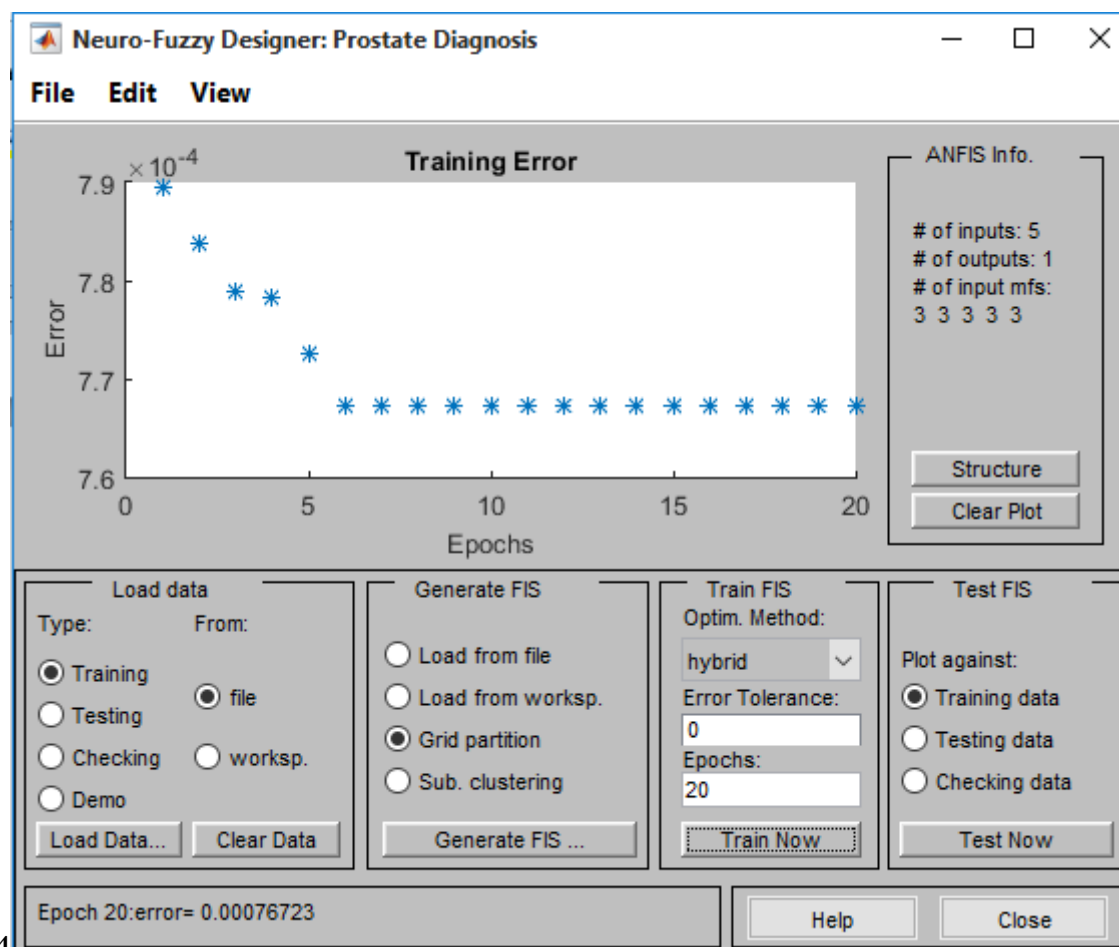 Neuro-Fuzzy Designer: Prostate Diagnosis
File Edit View
× 10-4
Training Error
7.9
7.8
7.7
7.6
Error
0 5 10 15 20
Epochs
ANFIS Info.
# of inputs: 5
# of outputs: 1
# of input mfs:
3 3 3 3 3
Structure
Clear Plot
Load data
Type: From:
Training
file
Testing
Checking
worksp.
Demo
Load Data... Clear Data
Generate FIS
Load from file
Load from worksp.
Grid partition
Sub. clustering
Generate FIS ...
Train FIS
Optim. Method:
hybrid
Error Tolerance:
0
Epochs:
20
Train Now
Test FIS
Plot against:
Training data
Testing data
Checking data
Test Now
Epoch 20:error= 0.00076723
Help Close
4